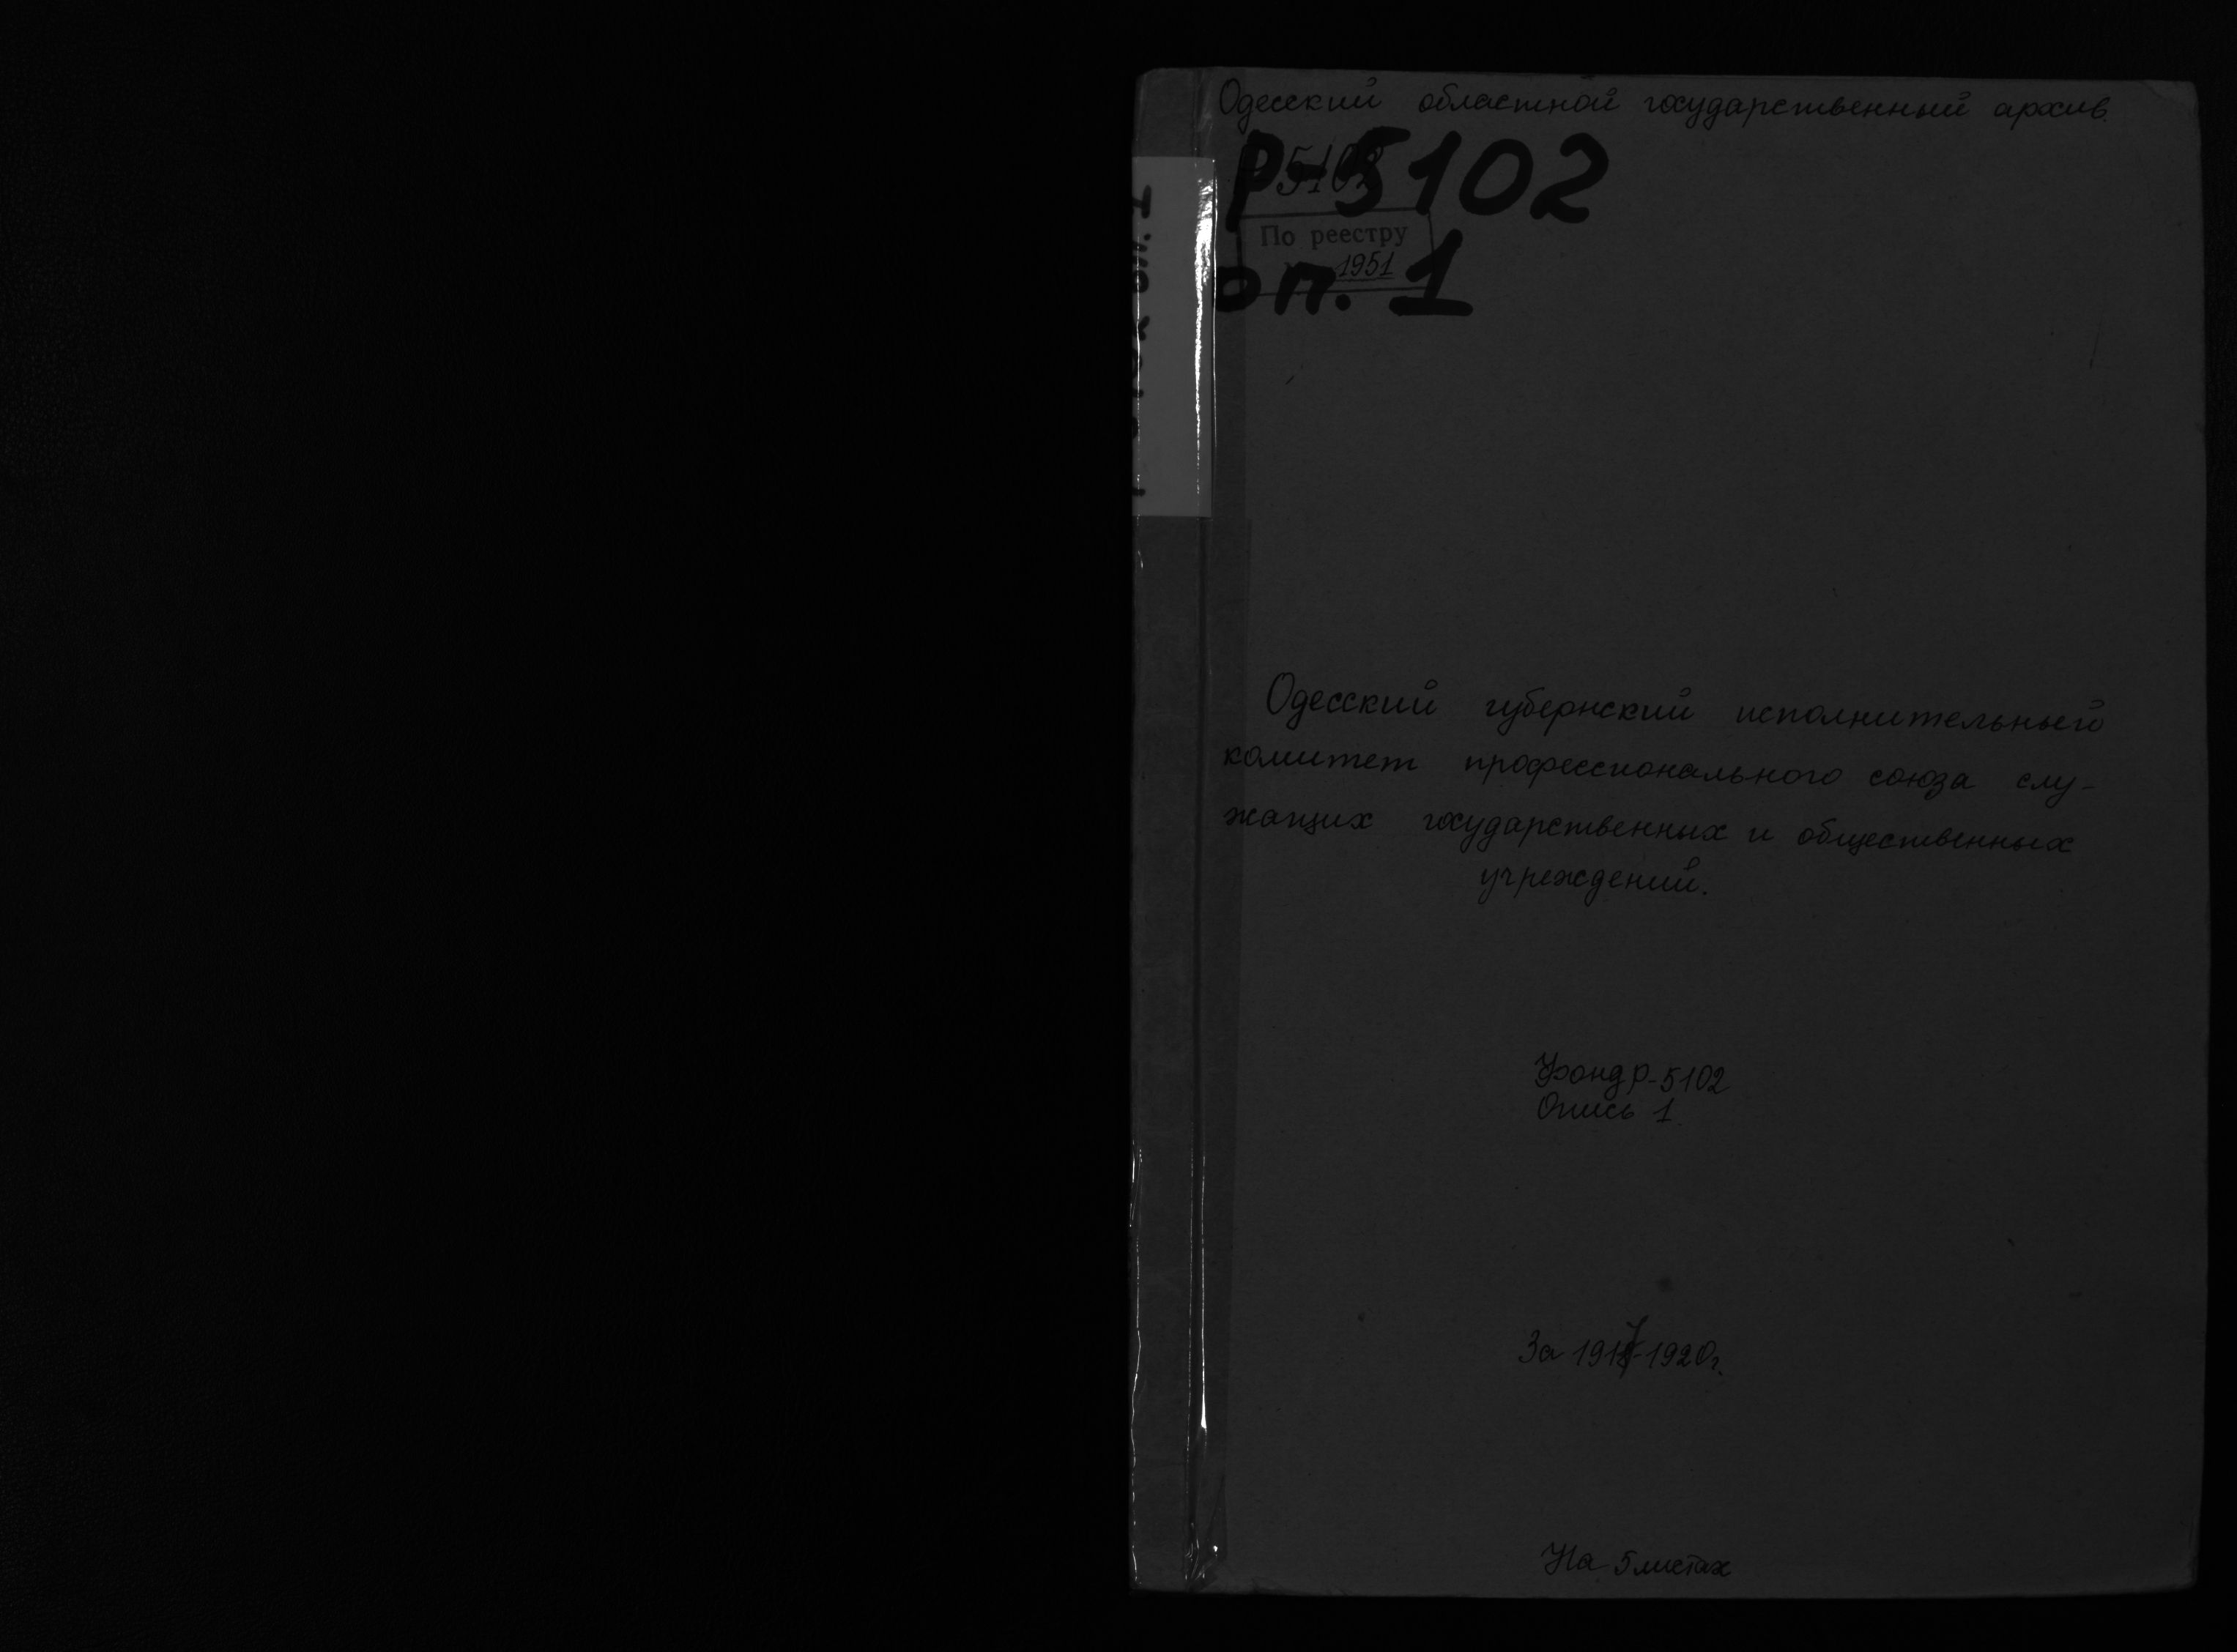 Одесский областной государственный архив.
Р-5102
По реестру
1951
оп. 1
Одесский губернский исполнительный
комитет профессионального союза слу-
жащих государственных и общественных
учреждений.
Фонд Р-5102
Опись 1
За 1917-1920г.
На 5 листах